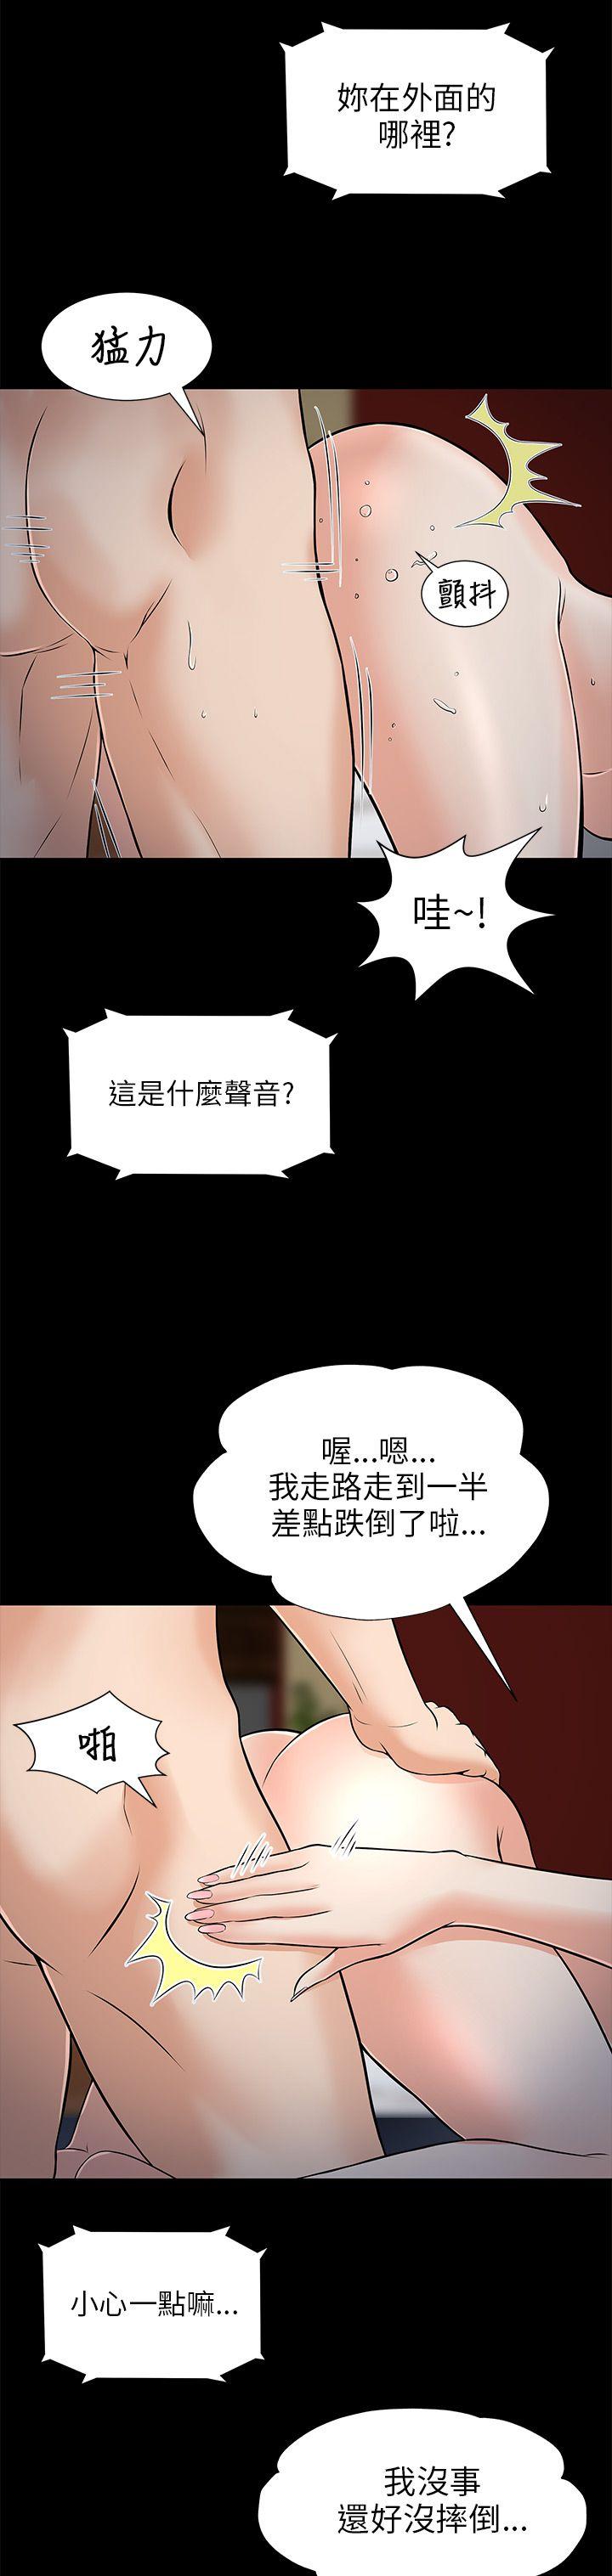 妳在外面的
哪裡?
猛力
顫抖
哇~!
這是什麼聲音?
喔...嗯...
我走路走到一半
差點跌倒了啦...
啪
小心一點嘛...
我沒事
還好沒摔倒...